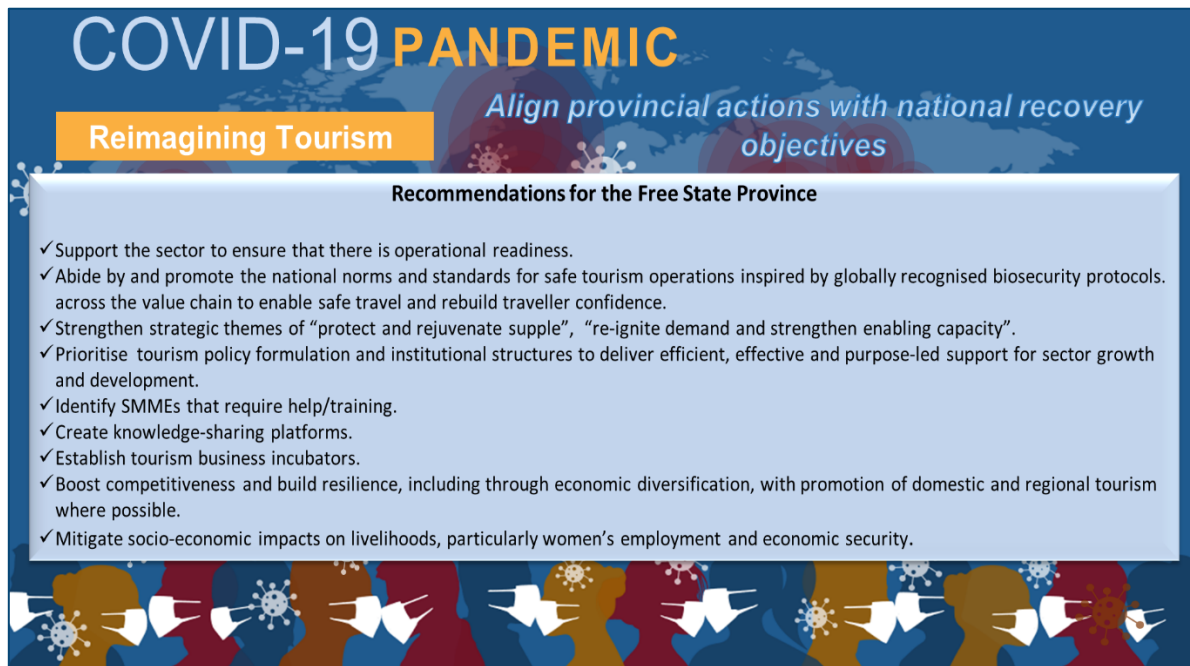 COVID-19 PANDEMIC
Reimagining Tourism
Align provincial actions with national recovery
objectives
Recommendations for the Free State Province
✓Support the sector to ensure that there is operational readiness.
✓Abide by and promote the national norms and standards for safe tourism operations inspired by globally recognised biosecurity protocols.
across the value chain to enable safe travel and rebuild traveller confidence.
✓Strengthen strategic themes of “protect and rejuvenate supple”, “re-ignite demand and strengthen enabling capacity”.
✓Prioritise tourism policy formulation and institutional structures to deliver efficient, effective and purpose-led support for sector growth
and development.
✓Identify SMMEs that require help/training.
✓Create knowledge-sharing platforms.
✓Establish tourism business incubators.
✓Boost competitiveness and build resilience, including through economic diversification, with promotion of domestic and regional tourism
where possible.
✓Mitigate socio-economic impacts on livelihoods, particularly women’s employment and economic security.